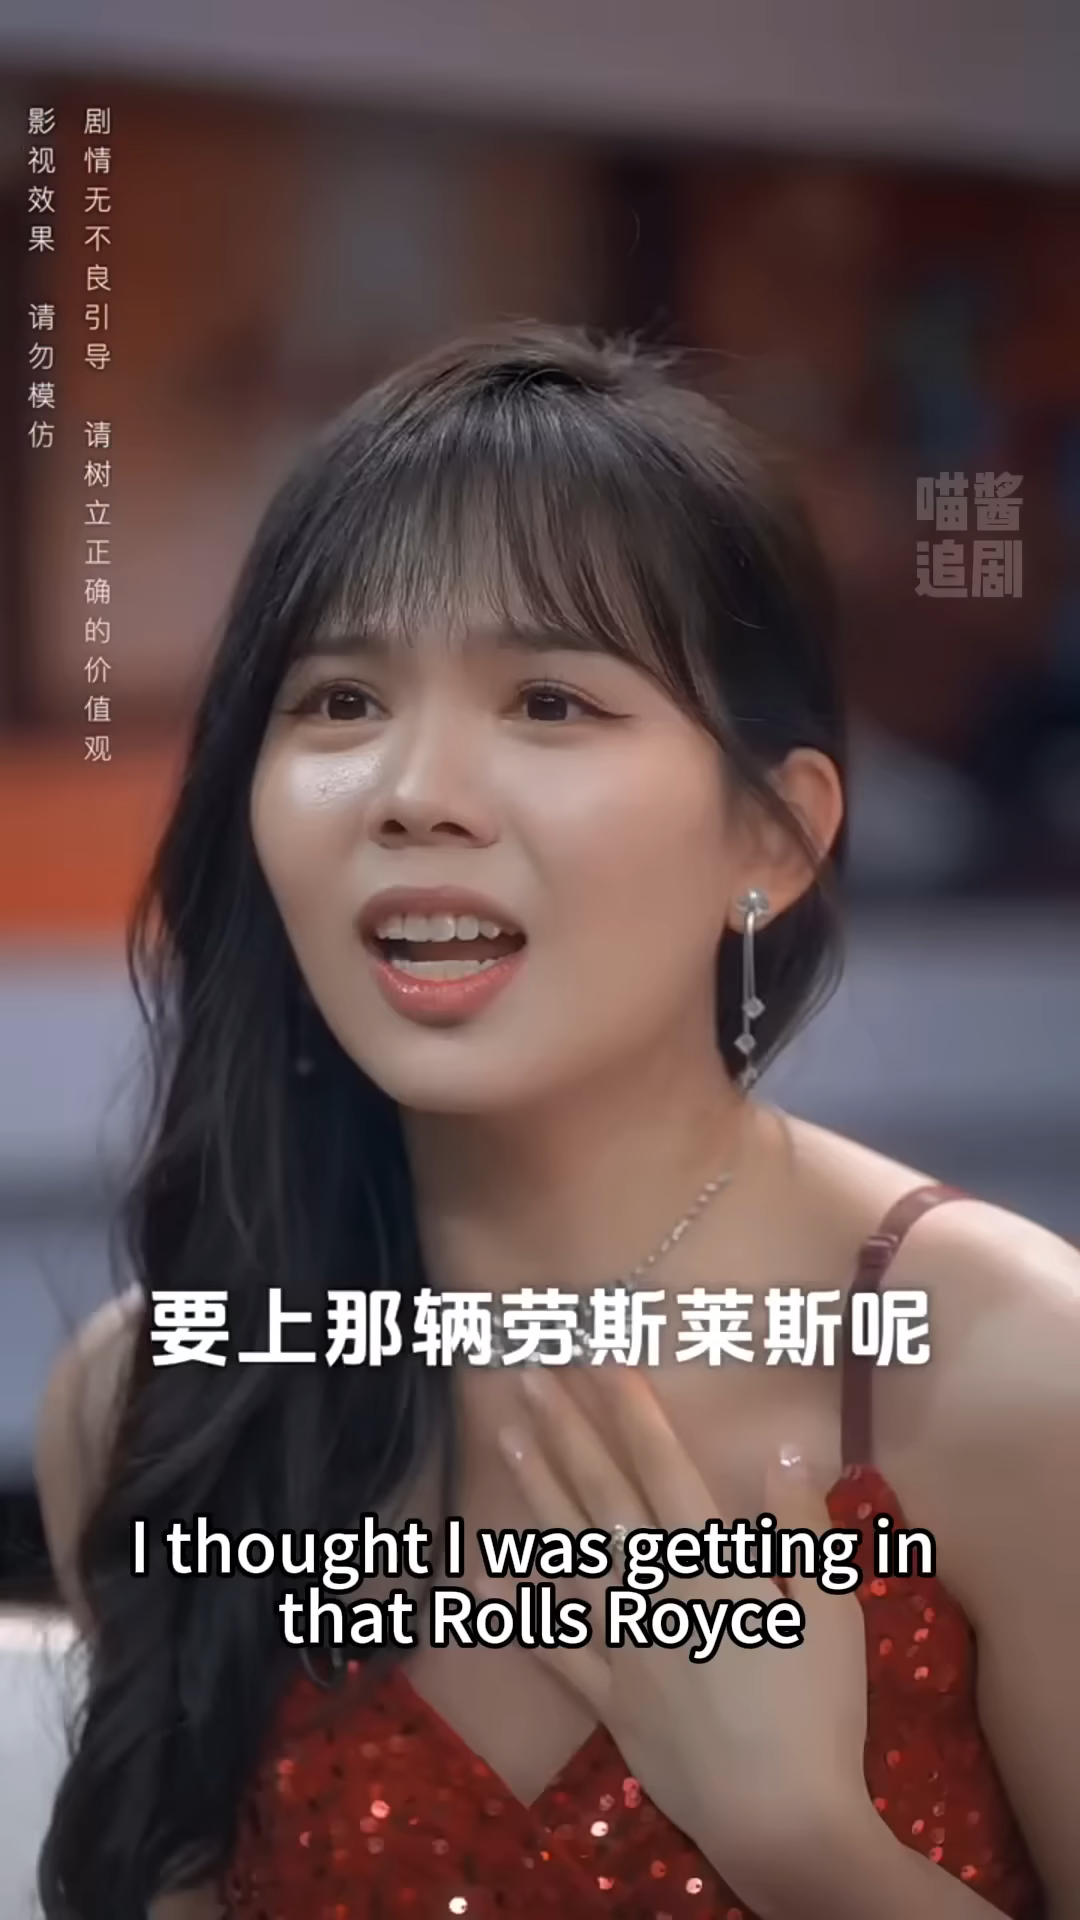 剧情无不良引导 请树立正确的价值观
影视效果 请勿模仿
喵酱
追剧
要上那辆劳斯莱斯呢
I thought I was getting in
that Rolls Royce